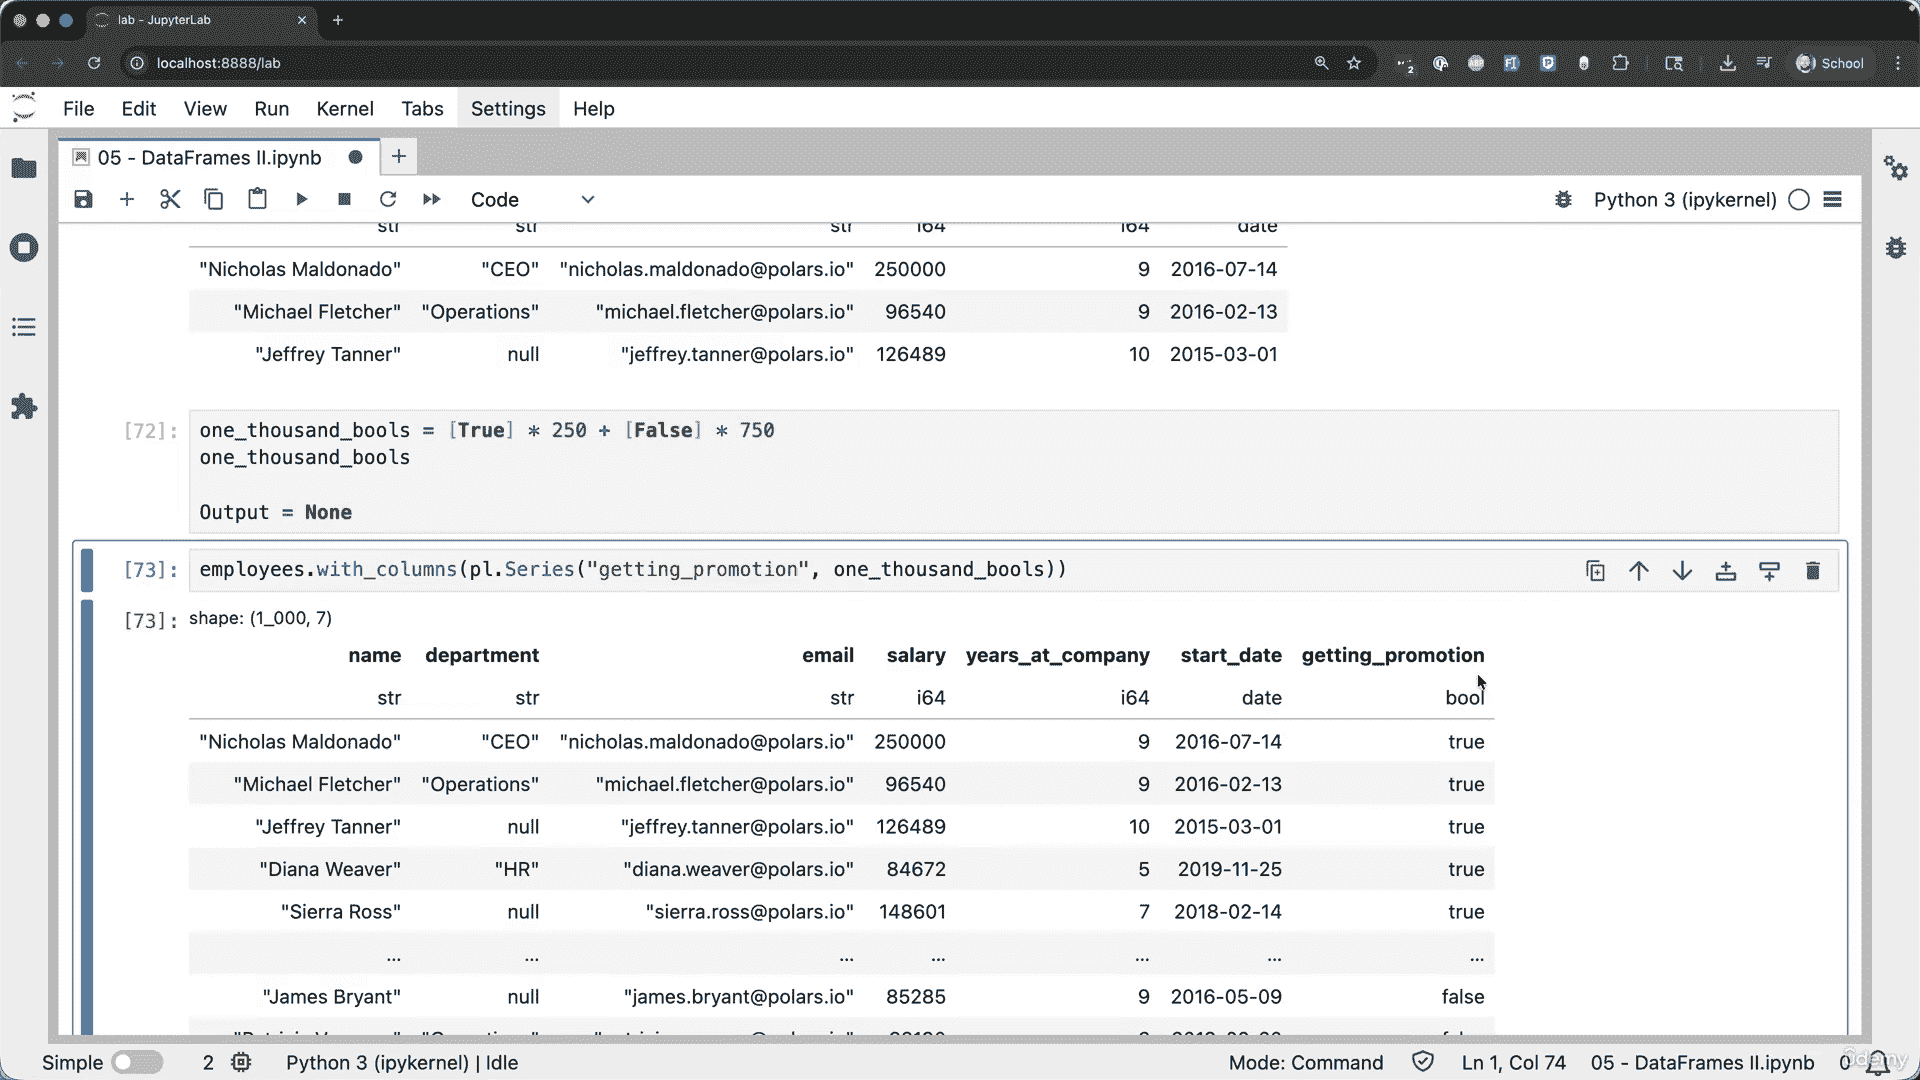 lab - JupyterLab
localhost:8888/lab
2
School
File Edit View Run Kernel Tabs Settings Help
05 - DataFrames II.ipynb
Code
Python 3 (ipykernel)
str str str i64 i64 date
"Nicholas Maldonado" "CEO" "nicholas.maldonado@polars.io" 250000 9 2016-07-14
"Michael Fletcher" "Operations" "michael.fletcher@polars.io" 96540 9 2016-02-13
"Jeffrey Tanner" null "jeffrey.tanner@polars.io" 126489 10 2015-03-01
[72]: one_thousand_bools = [True] * 250 + [False] * 750
one_thousand_bools
Output = None
[73]: employees.with_columns(pl.Series("getting_promotion", one_thousand_bools))
[73]: shape: (1_000, 7)
name department email salary years_at_company start_date getting_promotion
str str str i64 i64 date bool
"Nicholas Maldonado" "CEO" "nicholas.maldonado@polars.io" 250000 9 2016-07-14 true
"Michael Fletcher" "Operations" "michael.fletcher@polars.io" 96540 9 2016-02-13 true
"Jeffrey Tanner" null "jeffrey.tanner@polars.io" 126489 10 2015-03-01 true
"Diana Weaver" "HR" "diana.weaver@polars.io" 84672 5 2019-11-25 true
"Sierra Ross" null "sierra.ross@polars.io" 148601 7 2018-02-14 true
... ... ... ... ... ... ...
"James Bryant" null "james.bryant@polars.io" 85285 9 2016-05-09 false
Simple 2 Python 3 (ipykernel) | Idle Mode: Command Ln 1, Col 74 05 - DataFrames II.ipynb 0
Udemy